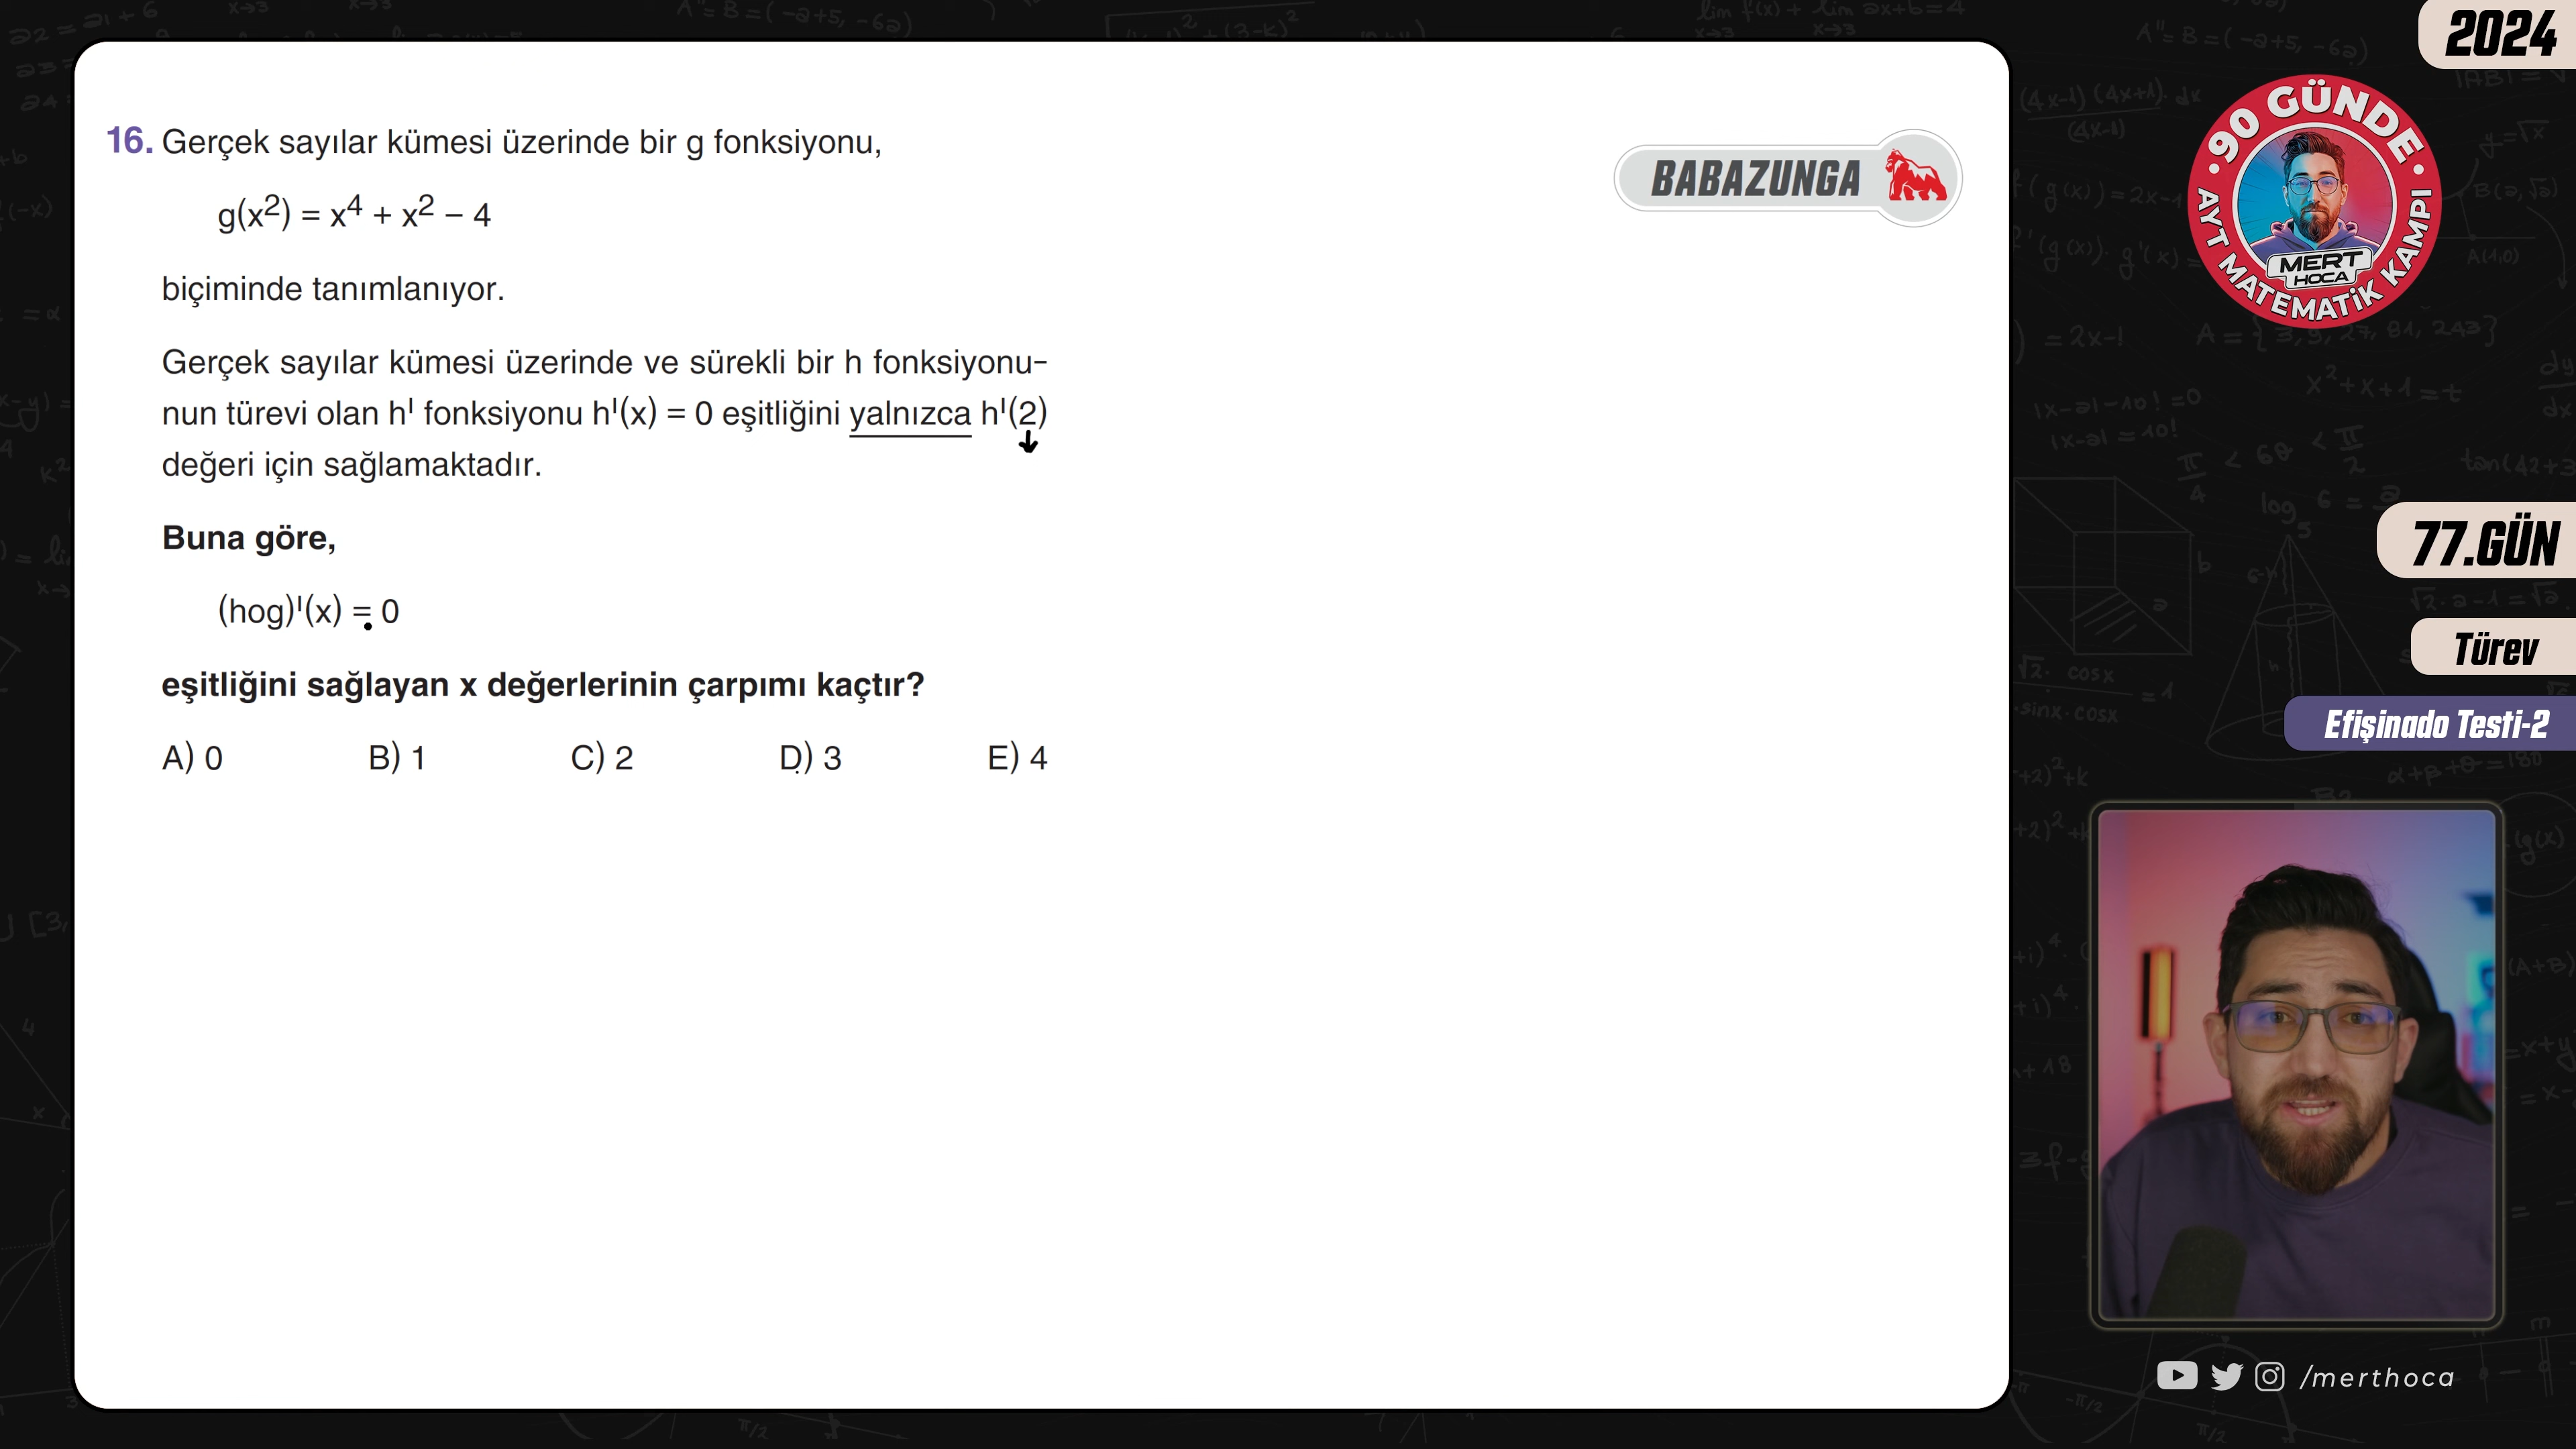 2024
90 GÜNDE
AYT MATEMATİK KAMPI
MERT
HOCA
16. Gerçek sayılar kümesi üzerinde bir g fonksiyonu,
BABAZUNGA
g(x²) = x⁴ + x² – 4
biçiminde tanımlanıyor.
Gerçek sayılar kümesi üzerinde ve sürekli bir h fonksiyonu-
nun türevi olan hᴵ fonksiyonu hᴵ(x) = 0 eşitliğini yalnızca hᴵ(2)
değeri için sağlamaktadır.
Buna göre,
(hog)ᴵ(x) = 0
eşitliğini sağlayan x değerlerinin çarpımı kaçtır?
A) 0 B) 1 C) 2 D) 3 E) 4
77.GÜN
Türev
Efişinado Testi-2
/merthoca